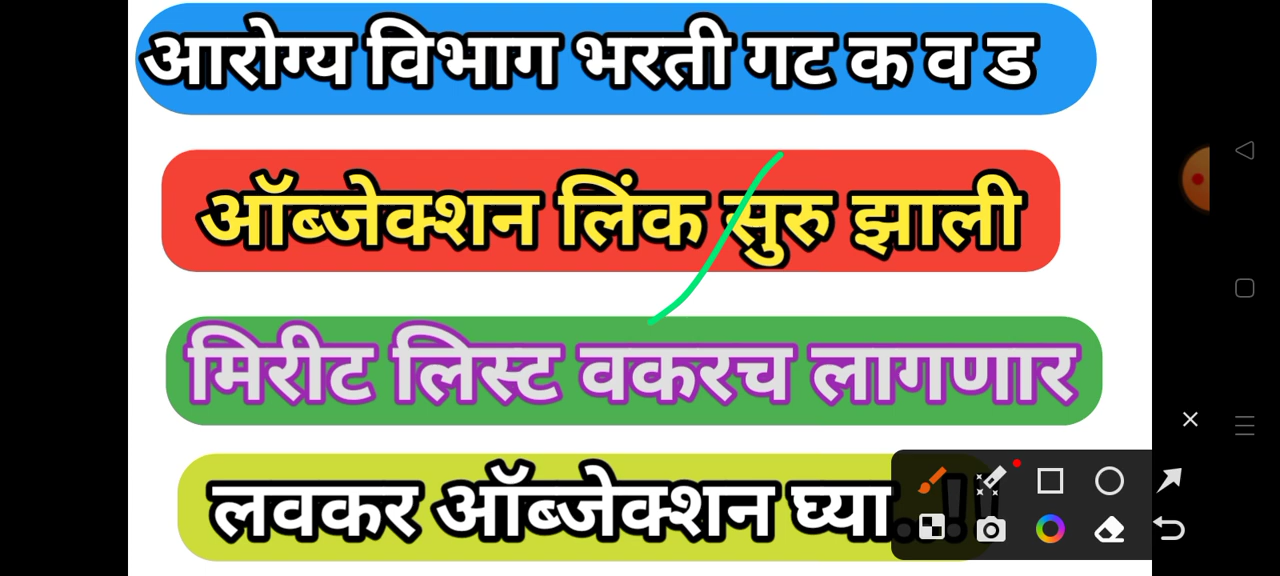 आरोग्य विभाग भरती गट क व ड
ऑब्जेक्शन लिंक सुरु झाली
मिरीट लिस्ट वकरच लागणार
लवकर ऑब्जेक्शन घ्या..!!